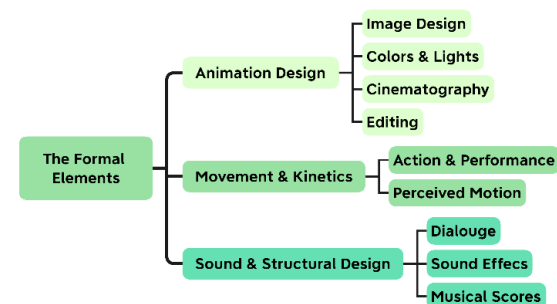 The Formal
Elements
Animation Design
Image Design
Colors & Lights
Cinematography
Editing
Movement & Kinetics
Action & Performance
Perceived Motion
Sound & Structural Design
Dialouge
Sound Effecs
Musical Scores